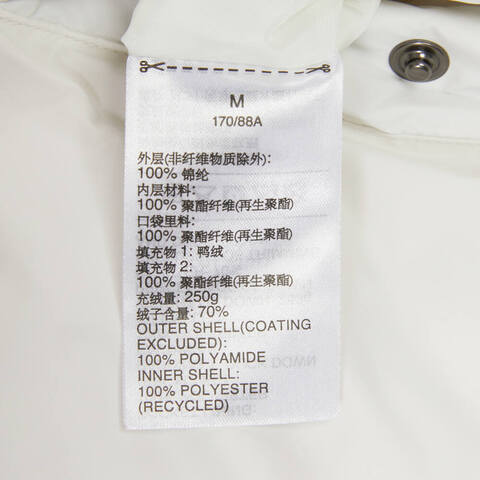 M
170/88A
外层(非纤维物质除外):
100% 锦纶
内层材料:
100% 聚酯纤维(再生聚酯)
口袋里料:
100% 聚酯纤维(再生聚酯)
填充物 1: 鸭绒
填充物 2:
100% 聚酯纤维(再生聚酯)
充绒量: 250g
绒子含量: 70%
OUTER SHELL(COATING
EXCLUDED):
100% POLYAMIDE
INNER SHELL:
100% POLYESTER
(RECYCLED)